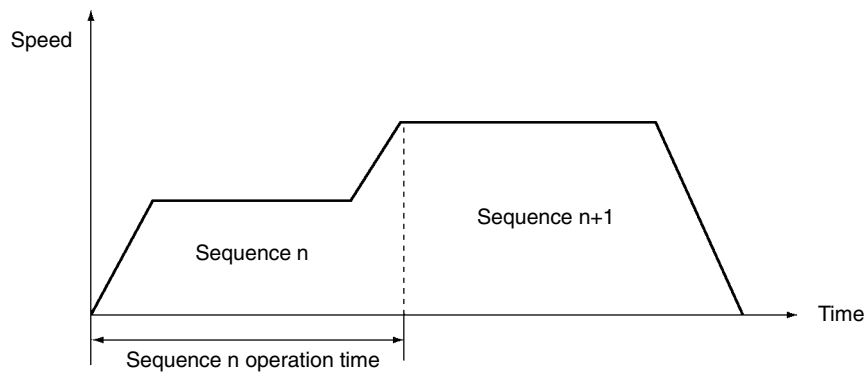 Speed
Sequence n
Sequence n+1
Time
Sequence n operation time